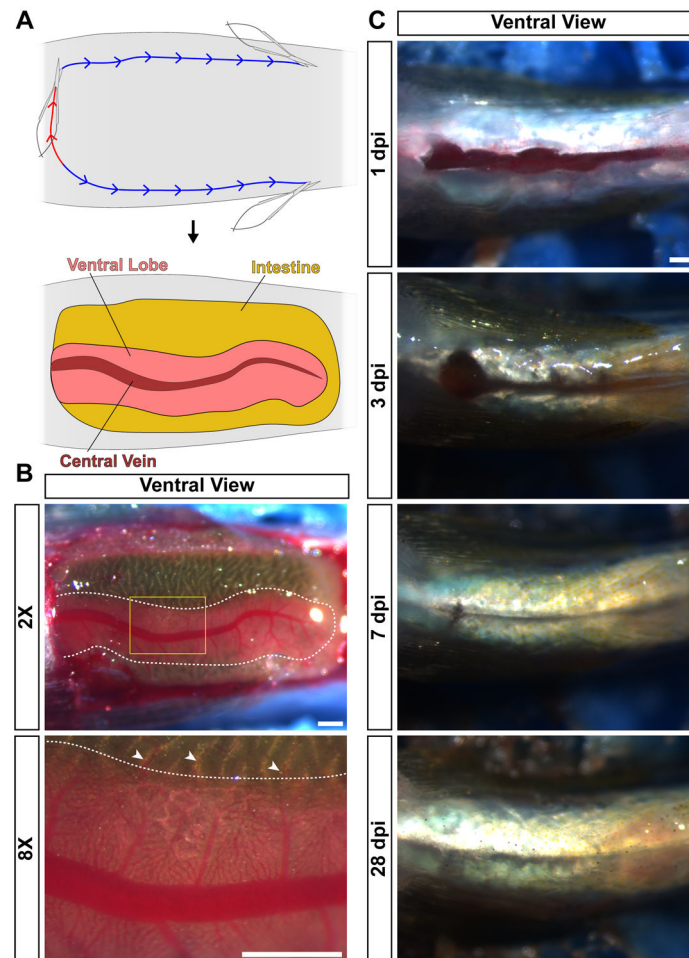 A
Ventral Lobe
Intestine
Central Vein
B
Ventral View
2X
8X
C
Ventral View
1 dpi
3 dpi
7 dpi
28 dpi